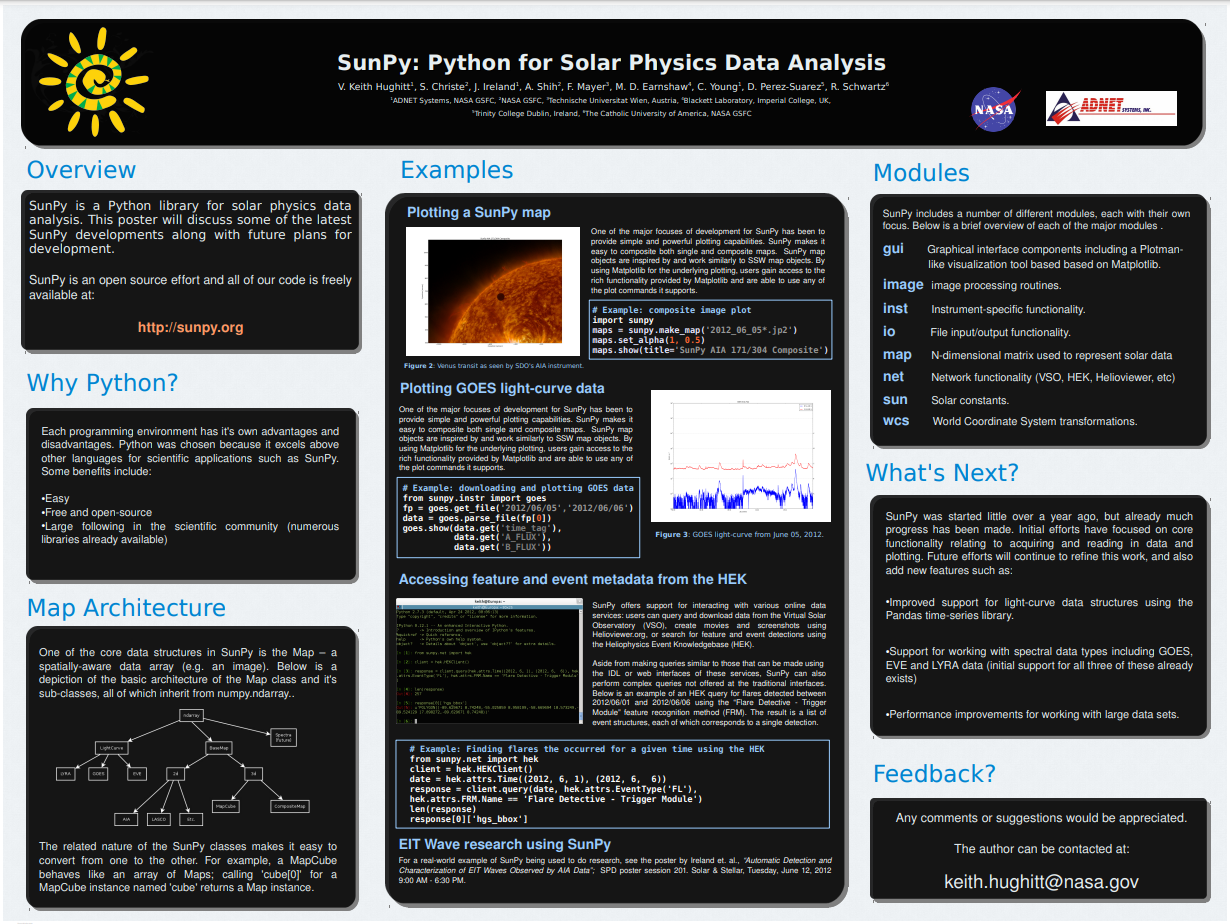 SunPy: Python for Solar Physics Data Analysis
V. Keith Hughitt¹, S. Christe², J. Ireland¹, A. Shih², F. Mayer³, M. D. Earnshaw⁴, C. Young¹, D. Perez-Suarez⁵, R. Schwartz⁶
¹ADNET Systems, NASA GSFC, ²NASA GSFC, ³Technische Universitat Wien, Austria, ⁴Blackett Laboratory, Imperial College, UK,
⁵Trinity College Dublin, Ireland, ⁶The Catholic University of America, NASA GSFC
NASA
ADNET
SYSTEMS, INC.
Overview
SunPy is a Python library for solar physics data
analysis. This poster will discuss some of the latest
SunPy developments along with future plans for
development.
SunPy is an open source effort and all of our code is freely
available at:
http://sunpy.org
Why Python?
Each programming environment has it's own advantages and
disadvantages. Python was chosen because it excels above
other languages for scientific applications such as SunPy.
Some benefits include:
•Easy
•Free and open-source
•Large following in the scientific community (numerous
libraries already available)
Map Architecture
One of the core data structures in SunPy is the Map – a
spatially-aware data array (e.g. an image). Below is a
depiction of the basic architecture of the Map class and it's
sub-classes, all of which inherit from numpy.ndarray..
ndarray
Spectra
(future)
LightCurve
BaseMap
LYRA
GOES
EVE
2d
3d
MapCube
CompositeMap
AIA
LASCO
Etc
The related nature of the SunPy classes makes it easy to
convert from one to the other. For example, a MapCube
behaves like an array of Maps; calling 'cube[0]' for a
MapCube instance named 'cube' returns a Map instance.
Examples
Plotting a SunPy map
One of the major focuses of development for SunPy has been to
provide simple and powerful plotting capabilities. SunPy makes it
easy to composite both single and composite maps. SunPy map
objects are inspired by and work similarly to SSW map objects. By
using Matplotlib for the underlying plotting, users gain access to the
rich functionality provided by Matplotlib and are able to use any of
the plot commands it supports.
# Example: composite image plot
import sunpy
maps = sunpy.make_map('2012_06_05*.jp2')
maps.set_alpha(1, 0.5)
maps.show(title='SunPy AIA 171/304 Composite')
Figure 2: Venus transit as seen by SDO's AIA instrument.
Plotting GOES light-curve data
One of the major focuses of development for SunPy has been to
provide simple and powerful plotting capabilities. SunPy makes it
easy to composite both single and composite maps. SunPy map
objects are inspired by and work similarly to SSW map objects. By
using Matplotlib for the underlying plotting, users gain access to the
rich functionality provided by Matplotlib and are able to use any of
the plot commands it supports.
# Example: downloading and plotting GOES data
from sunpy.instr import goes
fp = goes.get_file('2012/06/05','2012/06/06')
data = goes.parse_file(fp[0])
goes.show(data.get('time_tag'),
data.get('A_FLUX'),
data.get('B_FLUX'))
Figure 3: GOES light-curve from June 05, 2012.
Accessing feature and event metadata from the HEK
SunPy offers support for interacting with various online data
services: users can query and download data from the Virtual Solar
Observatory (VSO), create movies and screenshots using
Helioviewer.org, or search for feature and event detections using
the Heliophysics Event Knowledgebase (HEK).
Aside from making queries similar to those that can be made using
the IDL or web interfaces of these services, SunPy can also
perform complex queries not offered at the traditional interfaces.
Below is an example of an HEK query for flares detected between
2012/06/01 and 2012/06/06 using the "Flare Detective - Trigger
Module" feature recognition method (FRM). The result is a list of
event structures, each of which corresponds to a single detection.
# Example: Finding flares the occurred for a given time using the HEK
from sunpy.net import hek
client = hek.HEKClient()
date = hek.attrs.Time((2012, 6, 1), (2012, 6, 6))
response = client.query(date, hek.attrs.EventType('FL'),
hek.attrs.FRM.Name == 'Flare Detective - Trigger Module')
len(response)
response[0]['hgs_bbox']
EIT Wave research using SunPy
For a real-world example of SunPy being used to do research, see the poster by Ireland et. al., "Automatic Detection and
Characterization of EIT Waves Observed by AIA Data"; SPD poster session 201. Solar & Stellar, Tuesday, June 12, 2012
9:00 AM - 6:30 PM.
Modules
SunPy includes a number of different modules, each with their own
focus. Below is a brief overview of each of the major modules .
gui Graphical interface components including a Plotman-
like visualization tool based based on Matplotlib.
image image processing routines.
inst Instrument-specific functionality.
io File input/output functionality.
map N-dimensional matrix used to represent solar data
net Network functionality (VSO, HEK, Helioviewer, etc)
sun Solar constants.
wcs World Coordinate System transformations.
What's Next?
SunPy was started little over a year ago, but already much
progress has been made. Initial efforts have focused on core
functionality relating to acquiring and reading in data and
plotting. Future efforts will continue to refine this work, and also
add new features such as:
•Improved support for light-curve data structures using the
Pandas time-series library.
•Support for working with spectral data types including GOES,
EVE and LYRA data (initial support for all three of these already
exists)
•Performance improvements for working with large data sets.
Feedback?
Any comments or suggestions would be appreciated.
The author can be contacted at:
keith.hughitt@nasa.gov